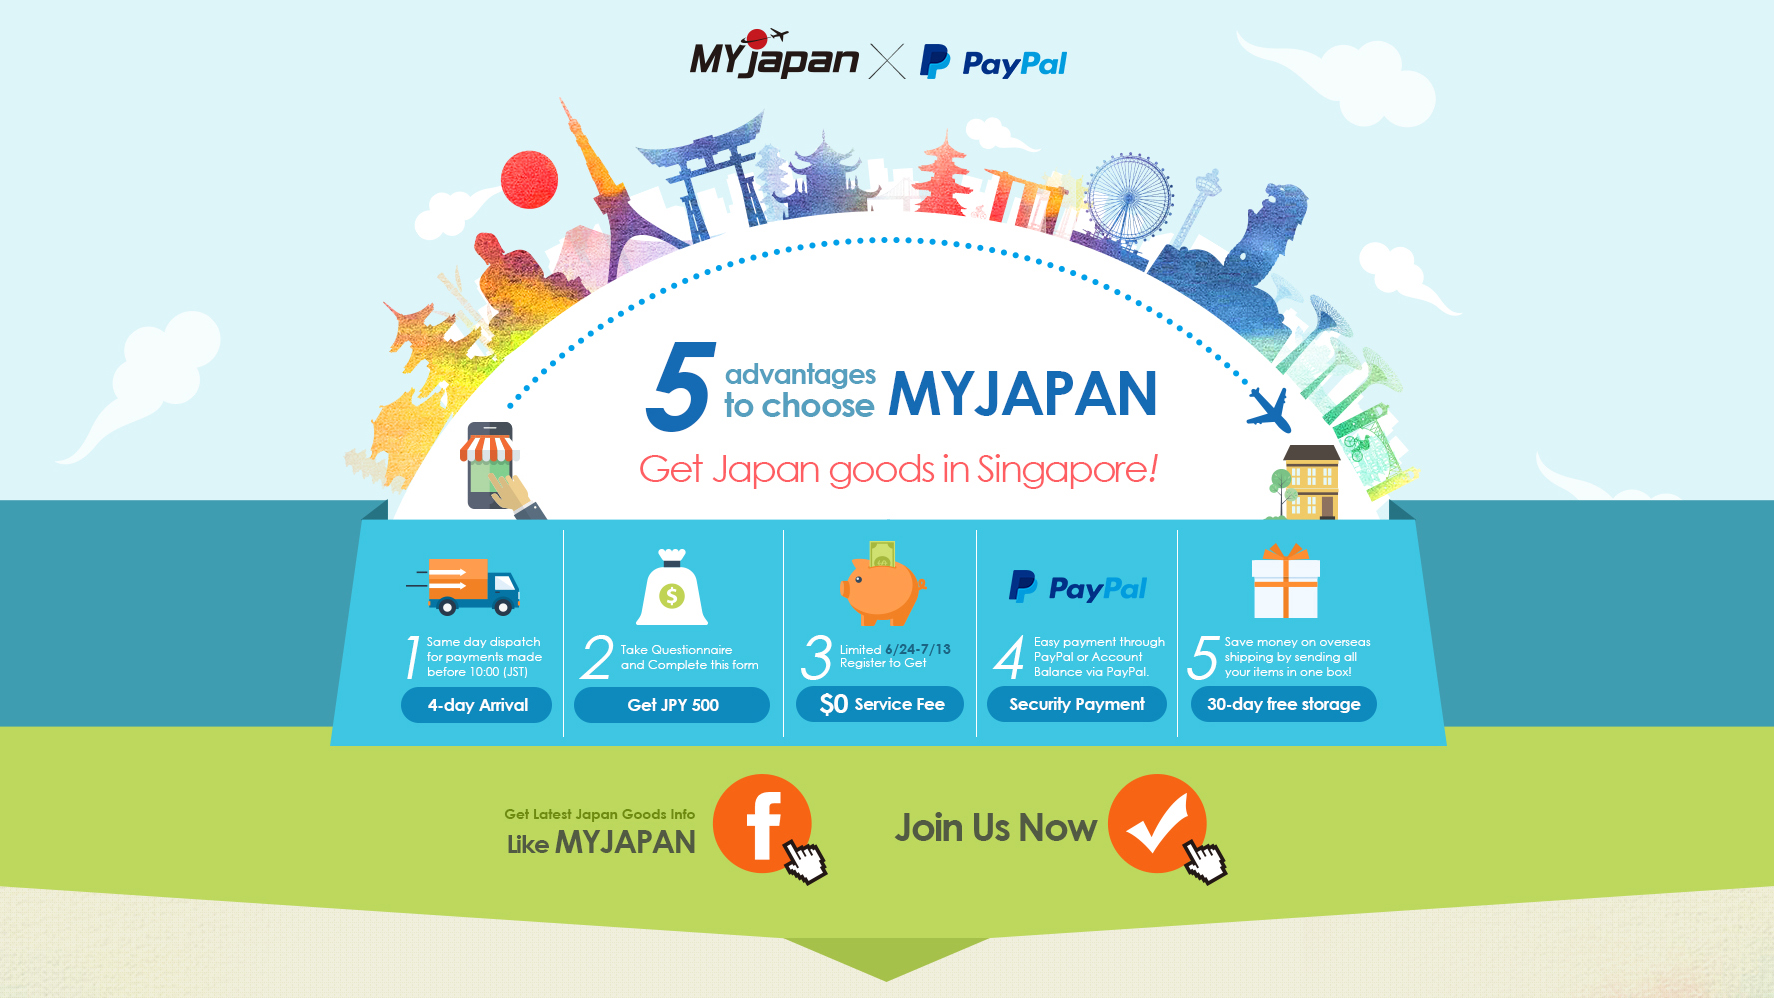 MYjapan PayPal
5 advantages
to choose MYJAPAN
Get Japan goods in Singapore!
PayPal
1 Same day dispatch
for payments made
before 10:00 (JST)
4-day Arrival
2 Take Questionnaire
and Complete this form
Get JPY 500
3 Limited 6/24-7/13
Register to Get
$0 Service Fee
4 Easy payment through
PayPal or Account
Balance via PayPal.
Security Payment
5 Save money on overseas
shipping by sending all
your items in one box!
30-day free storage
Get Latest Japan Goods Info
Like MYJAPAN
Join Us Now